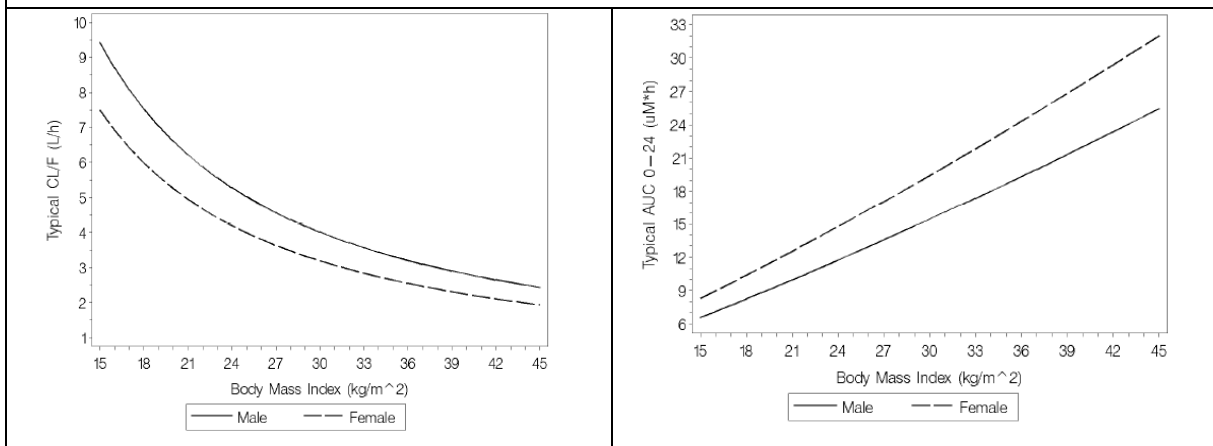 10
9
8
7
6
5
4
3
2
1
Typical CL/F (L/h)
15 18 21 24 27 30 33 36 39 42 45
Body Mass Index (kg/m^2)
Male Female
33
30
27
24
21
18
15
12
9
6
Typical AUC 0-24 (uM*h)
15 18 21 24 27 30 33 36 39 42 45
Body Mass Index (kg/m^2)
Male Female